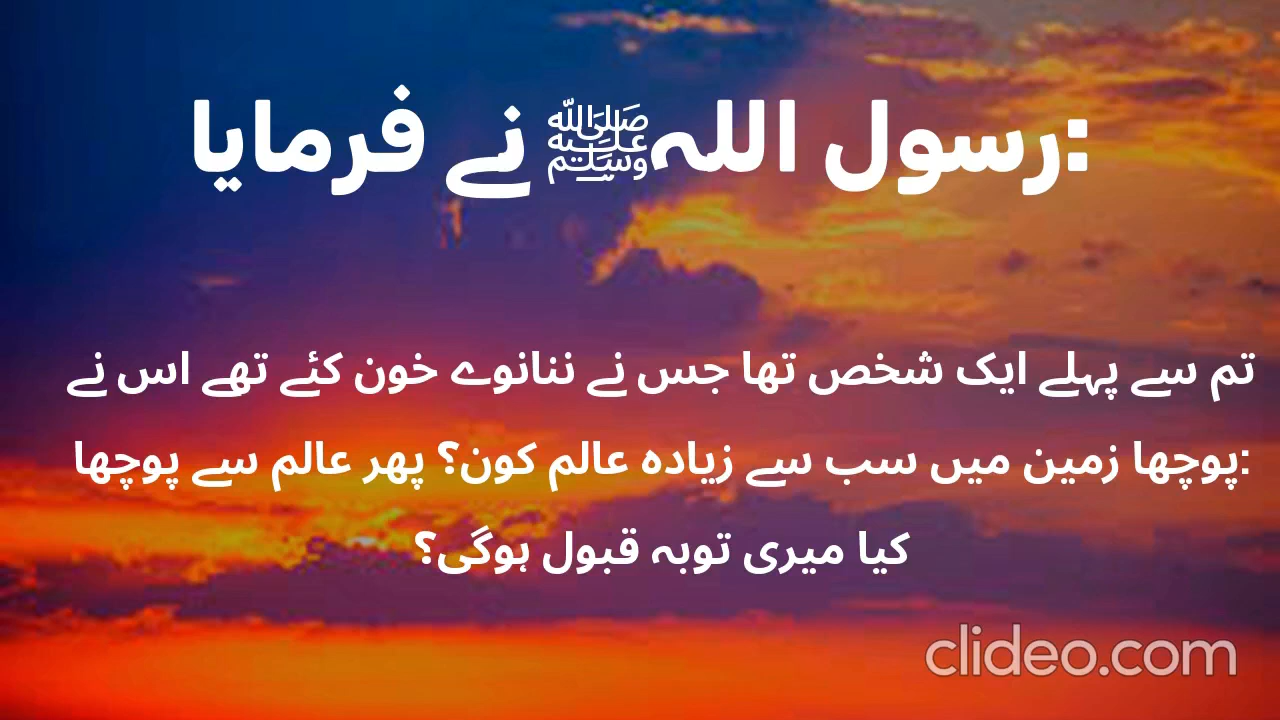 رسول اللہﷺ نے فرمایا:
تم سے پہلے ایک شخص تھا جس نے ننانوے خون کئے تھے اس نے
پوچھا زمین میں سب سے زیادہ عالم کون؟ پھر عالم سے پوچھا:
کیا میری توبہ قبول ہوگی؟
clideo.com